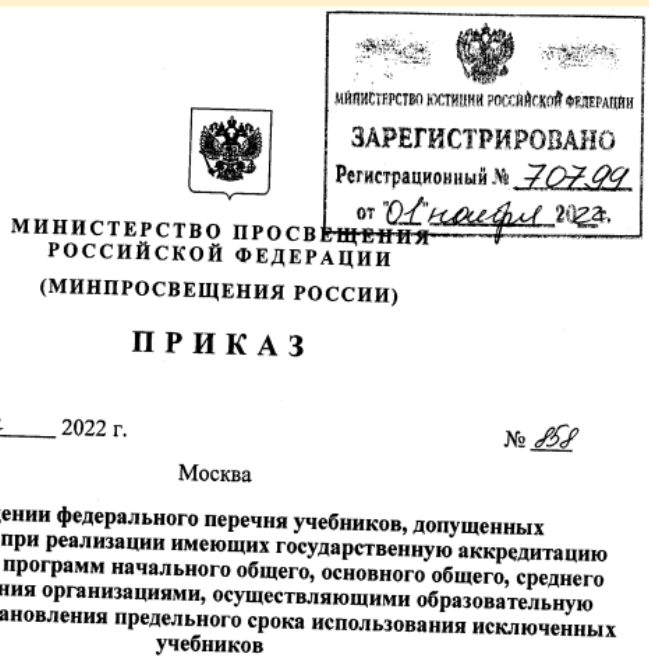 МИНИСТЕРСТВО ЮСТИЦИИ РОССИЙСКОЙ ФЕДЕРАЦИИ
ЗАРЕГИСТРИРОВАНО
Регистрационный № 70799
от "01" ноября 2022г.
МИНИСТЕРСТВО ПРОСВЕЩЕНИЯ
РОССИЙСКОЙ ФЕДЕРАЦИИ
(МИНПРОСВЕЩЕНИЯ РОССИИ)
ПРИКАЗ
2022 г.
№ 858
Москва
дении федерального перечня учебников, допущенных
при реализации имеющих государственную аккредитацию
программ начального общего, основного общего, среднего
ния организациями, осуществляющими образовательную
ановления предельного срока использования исключенных
учебников